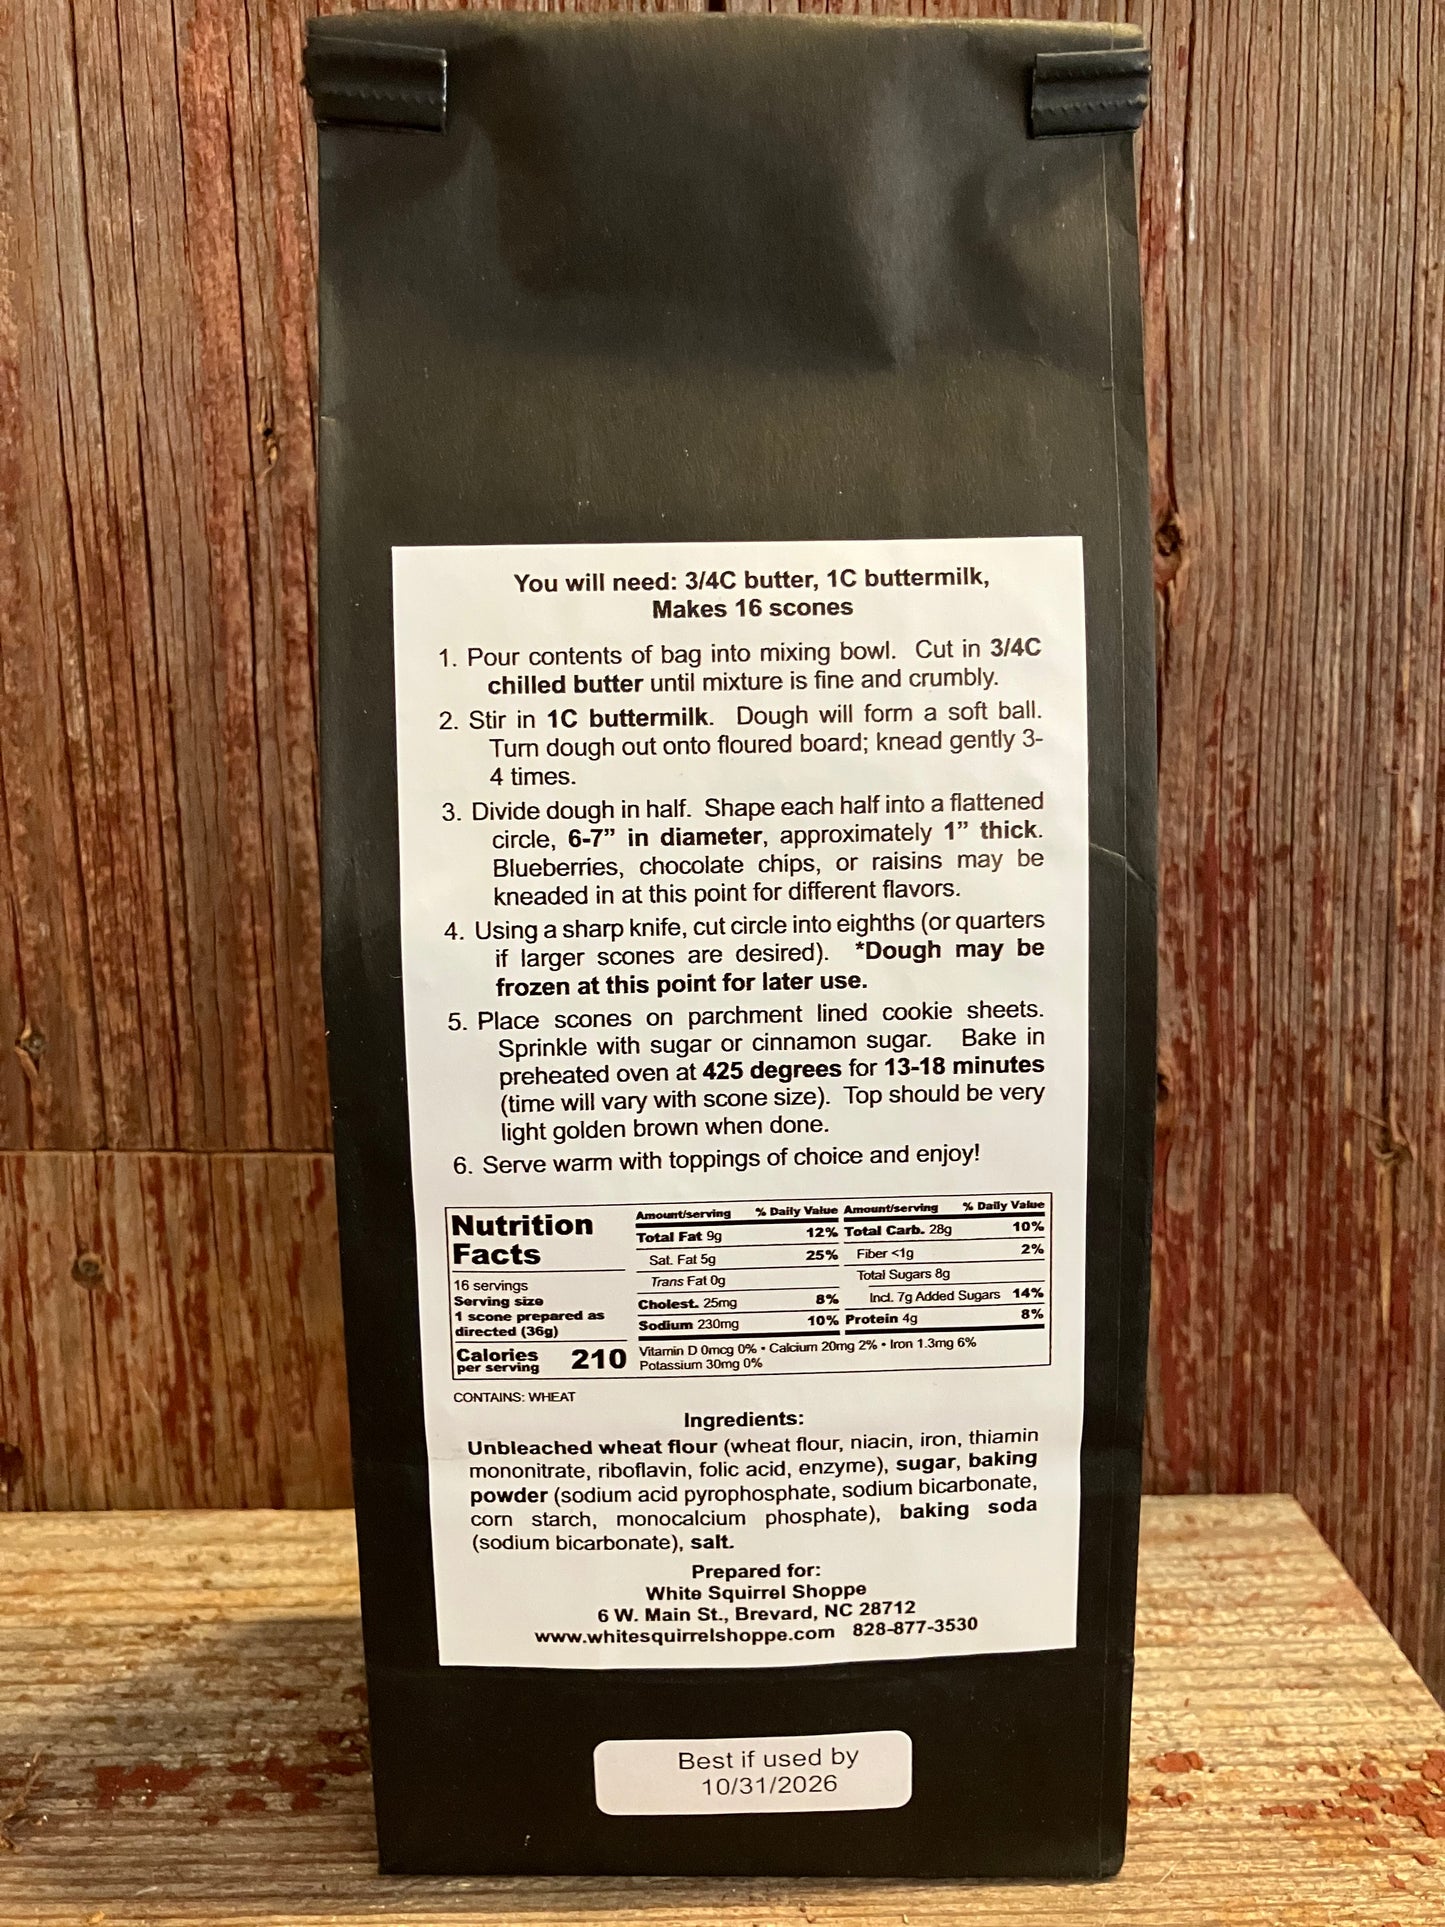 You will need: 3/4C butter, 1C buttermilk,
Makes 16 scones
1. Pour contents of bag into mixing bowl. Cut in 3/4C
chilled butter until mixture is fine and crumbly.
2. Stir in 1C buttermilk. Dough will form a soft ball.
Turn dough out onto floured board; knead gently 3-
4 times.
3. Divide dough in half. Shape each half into a flattened
circle, 6-7” in diameter, approximately 1” thick.
Blueberries, chocolate chips, or raisins may be
kneaded in at this point for different flavors.
4. Using a sharp knife, cut circle into eighths (or quarters
if larger scones are desired). *Dough may be
frozen at this point for later use.
5. Place scones on parchment lined cookie sheets.
Sprinkle with sugar or cinnamon sugar. Bake in
preheated oven at 425 degrees for 13-18 minutes
(time will vary with scone size). Top should be very
light golden brown when done.
6. Serve warm with toppings of choice and enjoy!
Nutrition
Facts
16 servings
Serving size
1 scone prepared as
directed (36g)
Calories
per serving
210
Amount/serving % Daily Value
Total Fat 9g 12%
Sat. Fat 5g 25%
Trans Fat 0g
Cholest. 25mg 8%
Sodium 230mg 10%
Amount/serving % Daily Value
Total Carb. 28g 10%
Fiber <1g 2%
Total Sugars 8g
Incl. 7g Added Sugars 14%
Protein 4g 8%
Vitamin D 0mcg 0% • Calcium 20mg 2% • Iron 1.3mg 6%
Potassium 30mg 0%
CONTAINS: WHEAT
Ingredients:
Unbleached wheat flour (wheat flour, niacin, iron, thiamin
mononitrate, riboflavin, folic acid, enzyme), sugar, baking
powder (sodium acid pyrophosphate, sodium bicarbonate,
corn starch, monocalcium phosphate), baking soda
(sodium bicarbonate), salt.
Prepared for:
White Squirrel Shoppe
6 W. Main St., Brevard, NC 28712
www.whitesquirrelshoppe.com 828-877-3530
Best if used by
10/31/2026